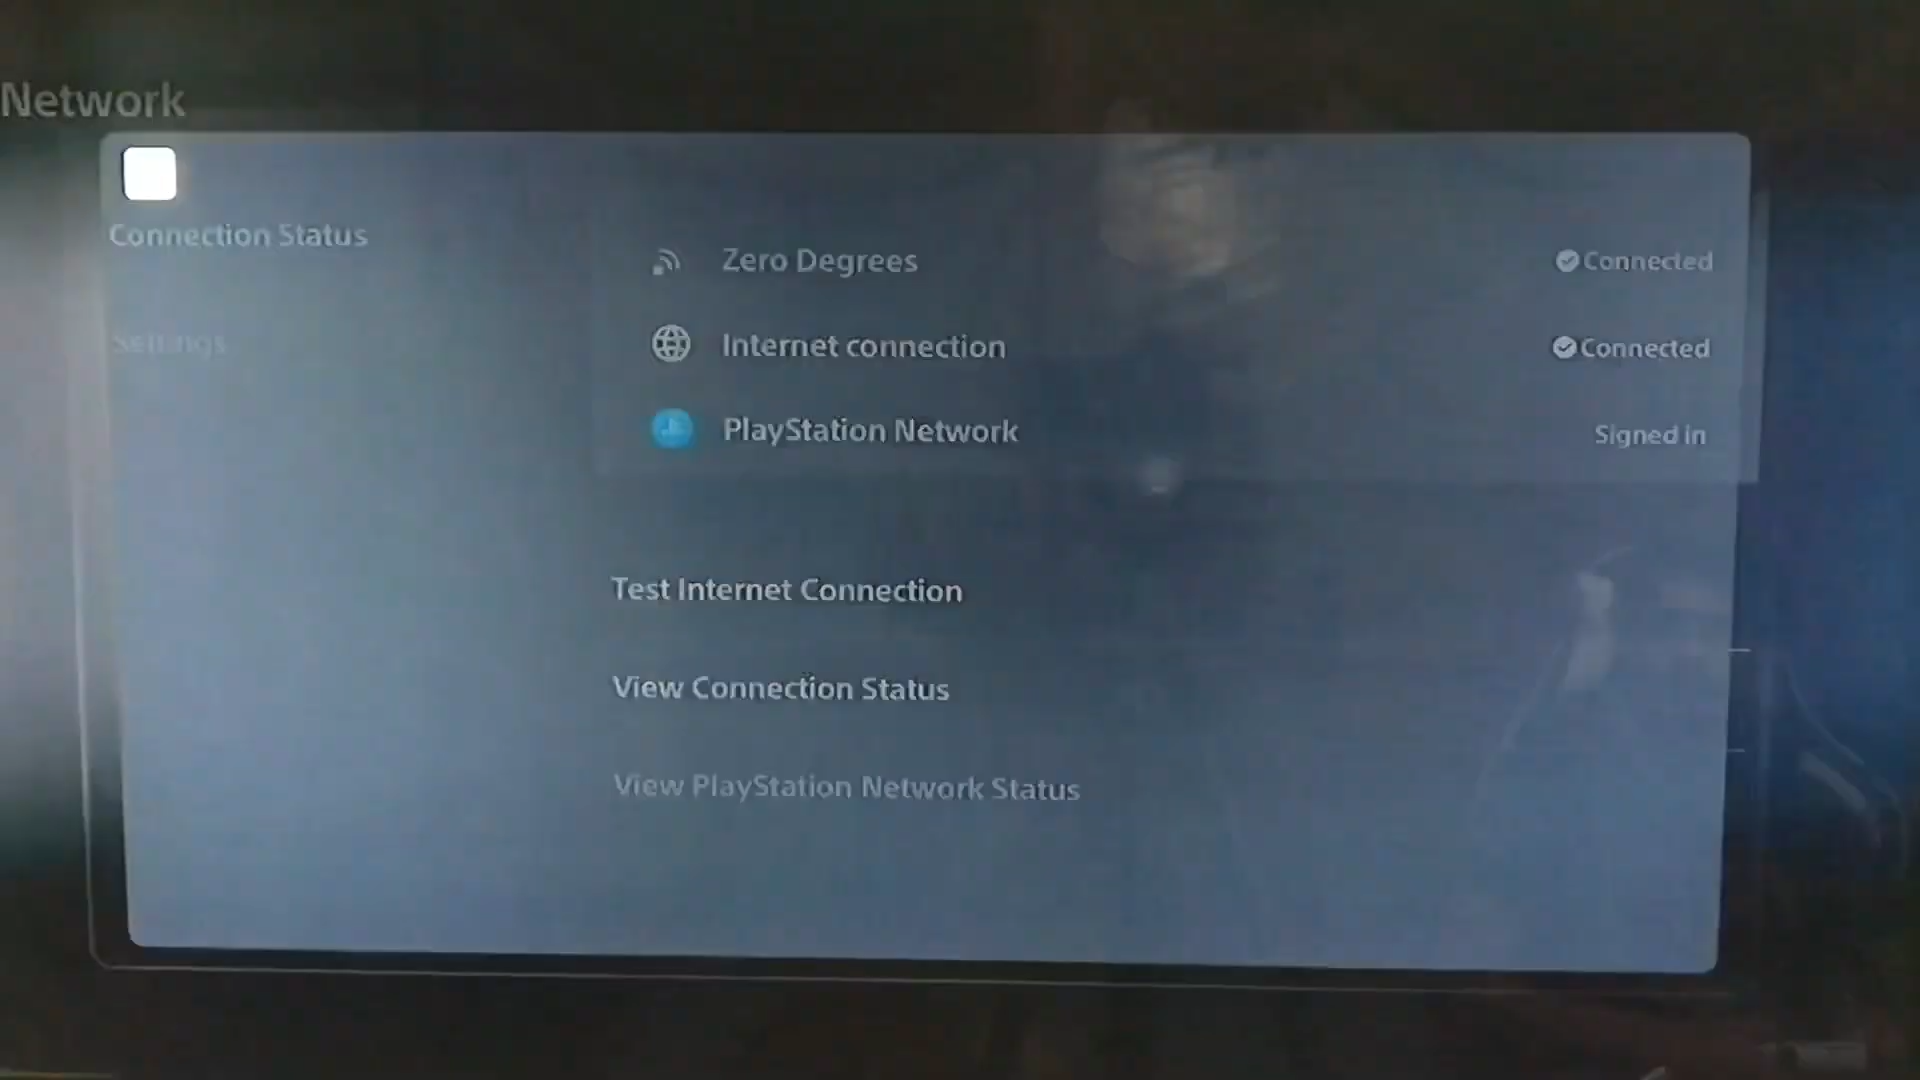 Network
Connection Status
Settings
Zero Degrees
Connected
Internet connection
Connected
PlayStation Network
Signed in
Test Internet Connection
View Connection Status
View PlayStation Network Status